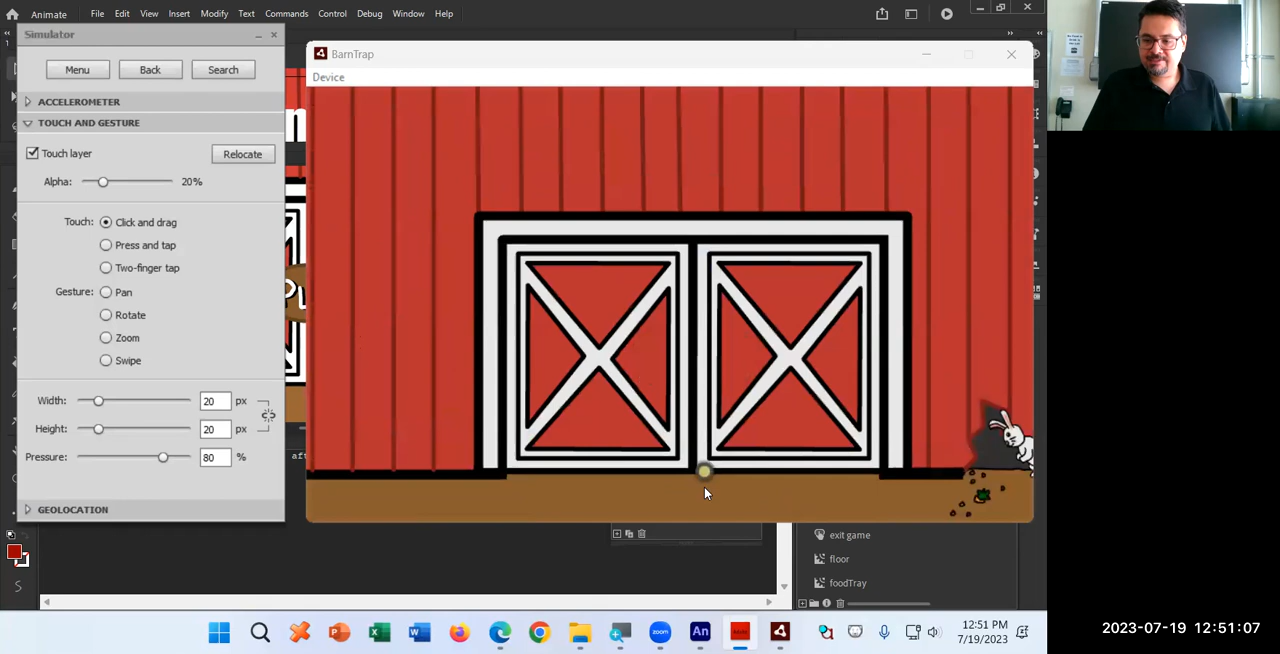 Animate
File
Edit
View
Insert
Modify
Text
Commands
Control
Debug
Window
Help
Simulator
Menu
Back
Search
ACCELEROMETER
TOUCH AND GESTURE
Touch layer
Relocate
Alpha:
20%
Touch:
Click and drag
Press and tap
Two-finger tap
Gesture:
Pan
Rotate
Zoom
Swipe
Width:
20
px
Height:
20
px
Pressure:
80
%
GEOLOCATION
BarnTrap
Device
exit game
floor
foodTray
An
12:51 PM
7/19/2023
2023-07-19 12:51:07